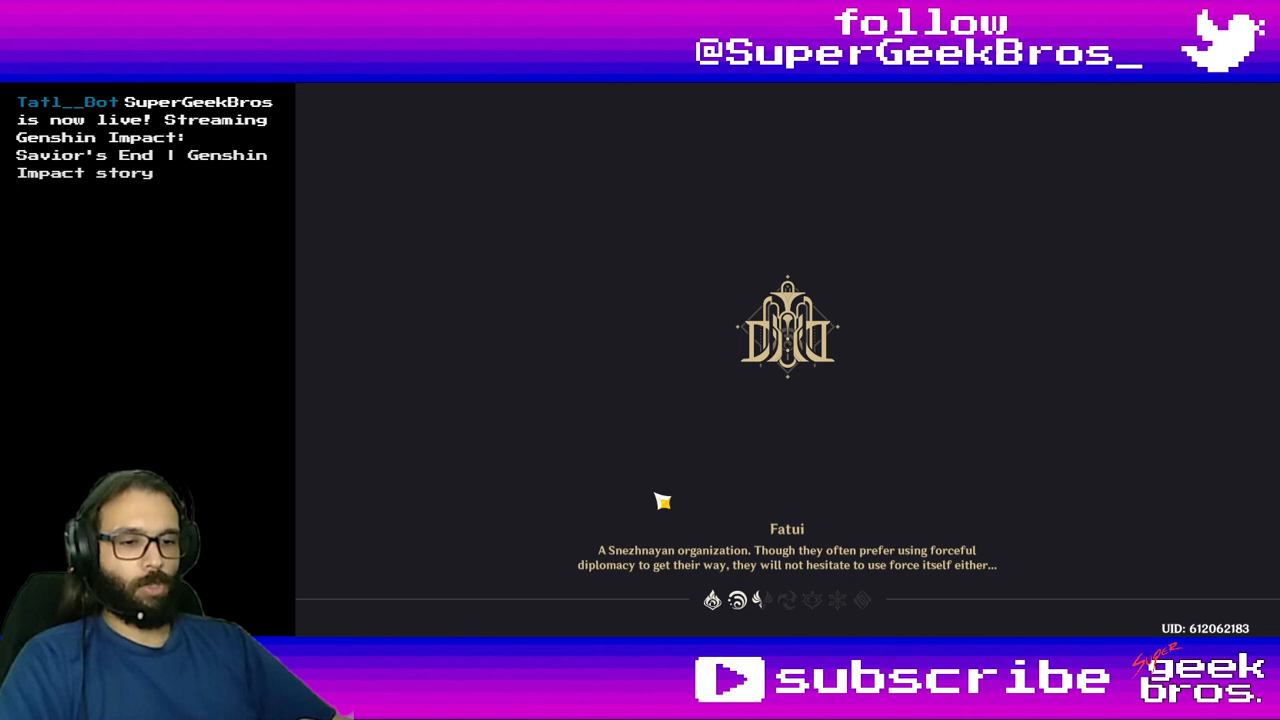 follow
@SuperGeekBros_
Tatl__Bot SuperGeekBros
is now live! Streaming
Genshin Impact:
Savior's End | Genshin
Impact story
Fatui
A Snezhnayan organization. Though they often prefer using forceful
diplomacy to get their way, they will not hesitate to use force itself either...
UID: 612062183
subscribe
SUPER
geek
bros.